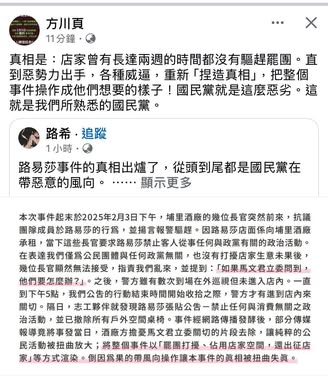 方川頁
11分鐘·
真相是：店家曾有長達兩週的時間都沒有驅趕罷團。直
到惡勢力出手，各種威逼，重新「捏造真相」，把整個
事件操作成他們想要的樣子！國民黨就是這麼惡劣。這
就是我們所熟悉的國民黨。
路希·追蹤
1小時·
路易莎事件的真相出爐了，從頭到尾都是國民黨在
帶惡意的風向。 …… 顯示更多
本次事件起末於2025年2月3日下午，埔里酒廠的幾位長官突然前來，抗議
團隊成員於路易莎的行為，並揚言報警驅趕。因路易莎店面係向埔里酒廠
承租，當下這些長官要求路易莎禁止客人從事任何與政黨有關的政治活動。
在表達我們僅爲公民團體與任何政黨無關，也沒有打擾店家生意未果後，
幾位長官顯然無法接受，指責我們亂來，並提到：「如果馬文君立委問到，
他們要怎麼辦?」。之後，警方雖有數次到場在外巡視但未進入店內。一直
到下午5點，我們公告的行動結束時間開始收拾之際，警方才有進到店內來
關切。隔日，志工夥伴就發現路易莎張貼公告—禁止任何與消費無關之政
治活動，並已撤除所有戶外空間桌椅。事件經網路傳播發酵後，部分傳媒
報導竟將事發當日，酒廠方擔憂馬文君立委關切的片段去除，讓純粹的公
民活動被扭曲放大；將整個事件以「罷團打擾、佔用店家空間，還出征店
家」等方式渲染。倒因爲果的帶風向操作讓本事件的真相被扭曲失眞。